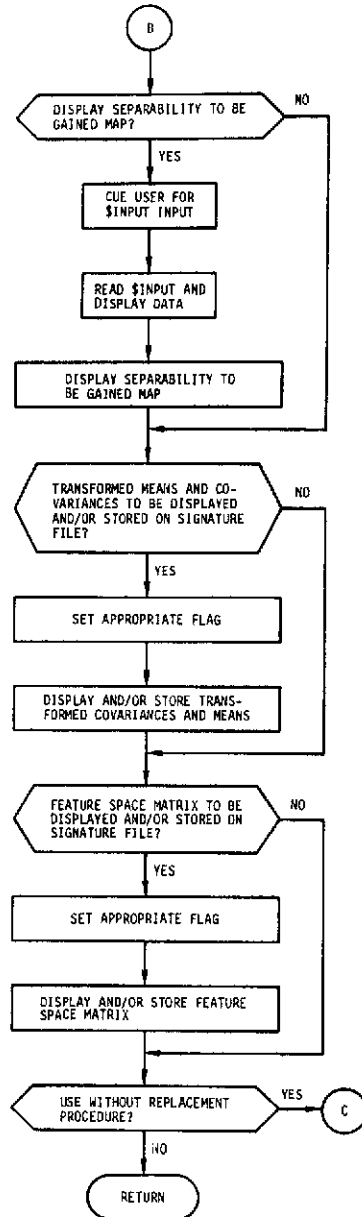 B
DISPLAY SEPARABILITY TO BE
GAINED MAP?
NO
YES
CUE USER FOR
$INPUT INPUT
READ $INPUT AND
DISPLAY DATA
DISPLAY SEPARABILITY TO
BE GAINED MAP
TRANSFORMED MEANS AND CO-
VARIANCES TO BE DISPLAYED
AND/OR STORED ON SIGNATURE
FILE?
NO
YES
SET APPROPRIATE FLAG
DISPLAY AND/OR STORE TRANS-
FORMED COVARIANCES AND MEANS
FEATURE SPACE MATRIX TO BE
DISPLAYED AND/OR STORED ON
SIGNATURE FILE?
NO
YES
SET APPROPRIATE FLAG
DISPLAY AND/OR STORE FEATURE
SPACE MATRIX
USE WITHOUT REPLACEMENT
PROCEDURE?
YES
C
NO
RETURN